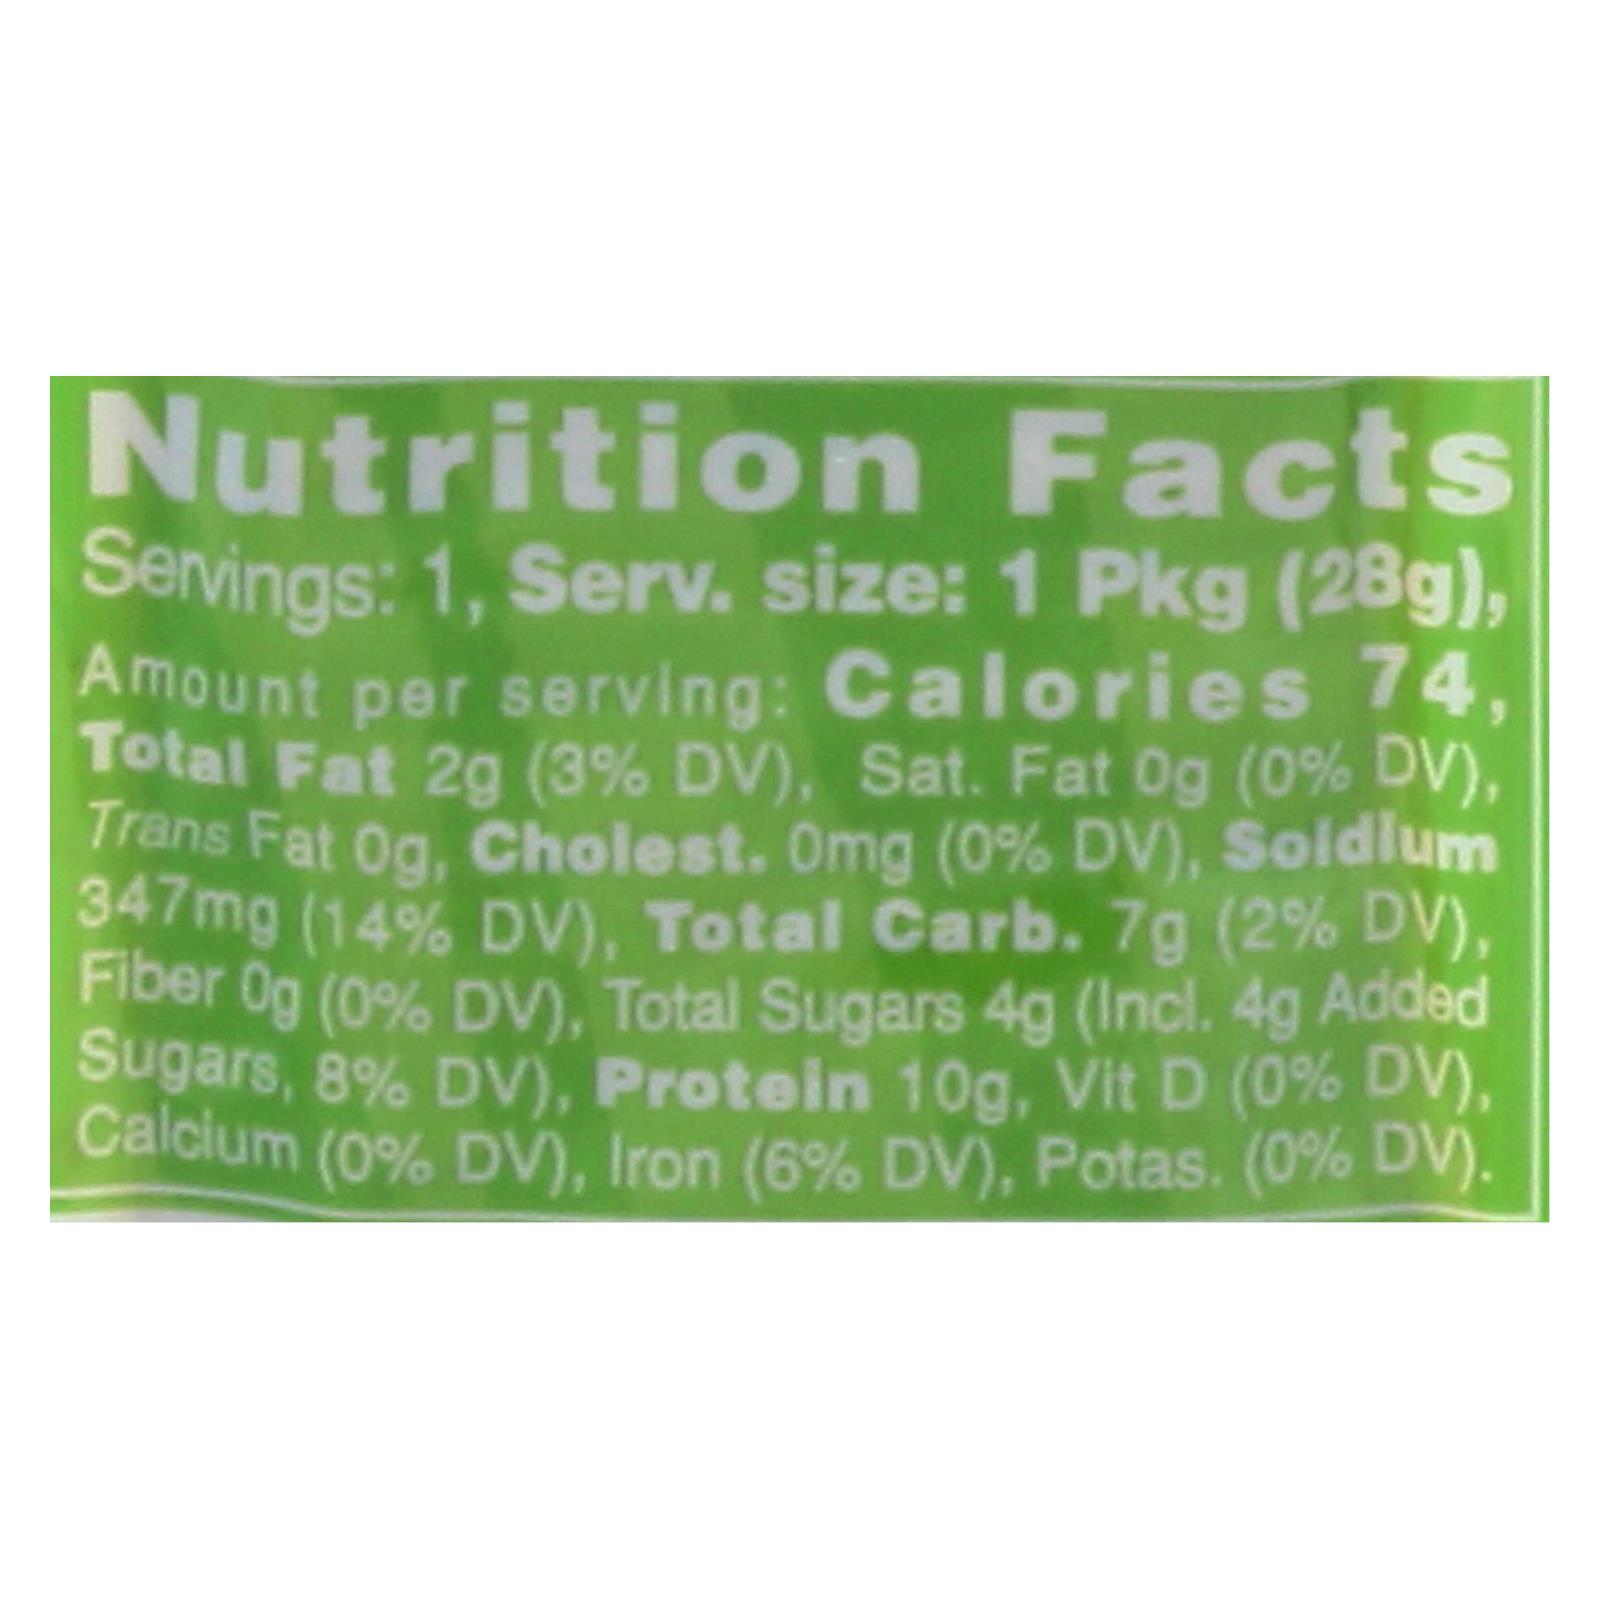 Nutrition Facts
Servings: 1, Serv. size: 1 Pkg (28g),
Amount per serving: Calories 74,
Total Fat 2g (3% DV), Sat. Fat 0g (0% DV),
Trans Fat 0g, Cholest. 0mg (0% DV), Soidium
347mg (14% DV), Total Carb. 7g (2% DV),
Fiber 0g (0% DV), Total Sugars 4g (Incl. 4g Added
Sugars, 8% DV), Protein 10g, Vit D (0% DV),
Calcium (0% DV), Iron (6% DV), Potas. (0% DV).